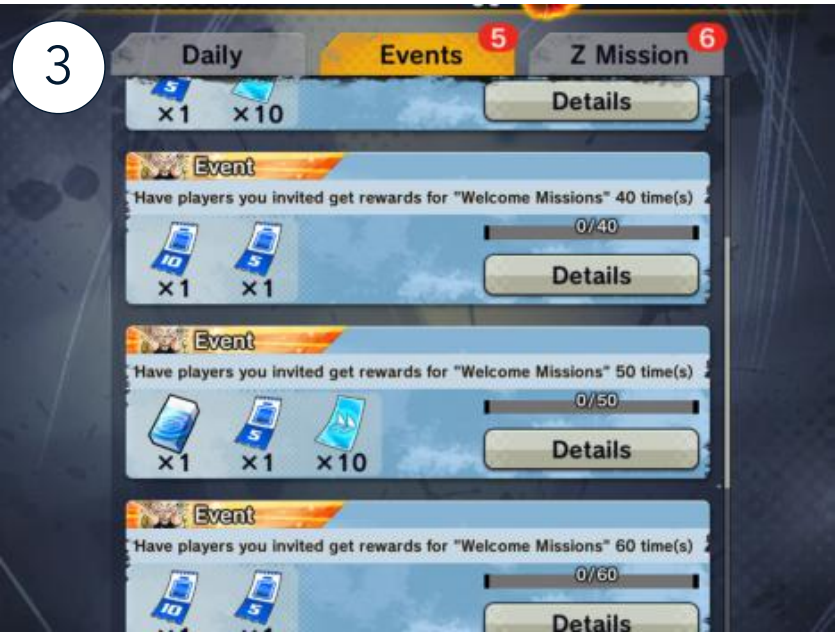 3
Daily
Events
5
Z Mission
6
5
×1
×10
Details
Event
Have players you invited get rewards for "Welcome Missions" 40 time(s)
10
5
×1
×1
0/40
Details
Event
Have players you invited get rewards for "Welcome Missions" 50 time(s)
5
×1
×1
×10
0/50
Details
Event
Have players you invited get rewards for "Welcome Missions" 60 time(s)
10
5
×1
×1
0/60
Details